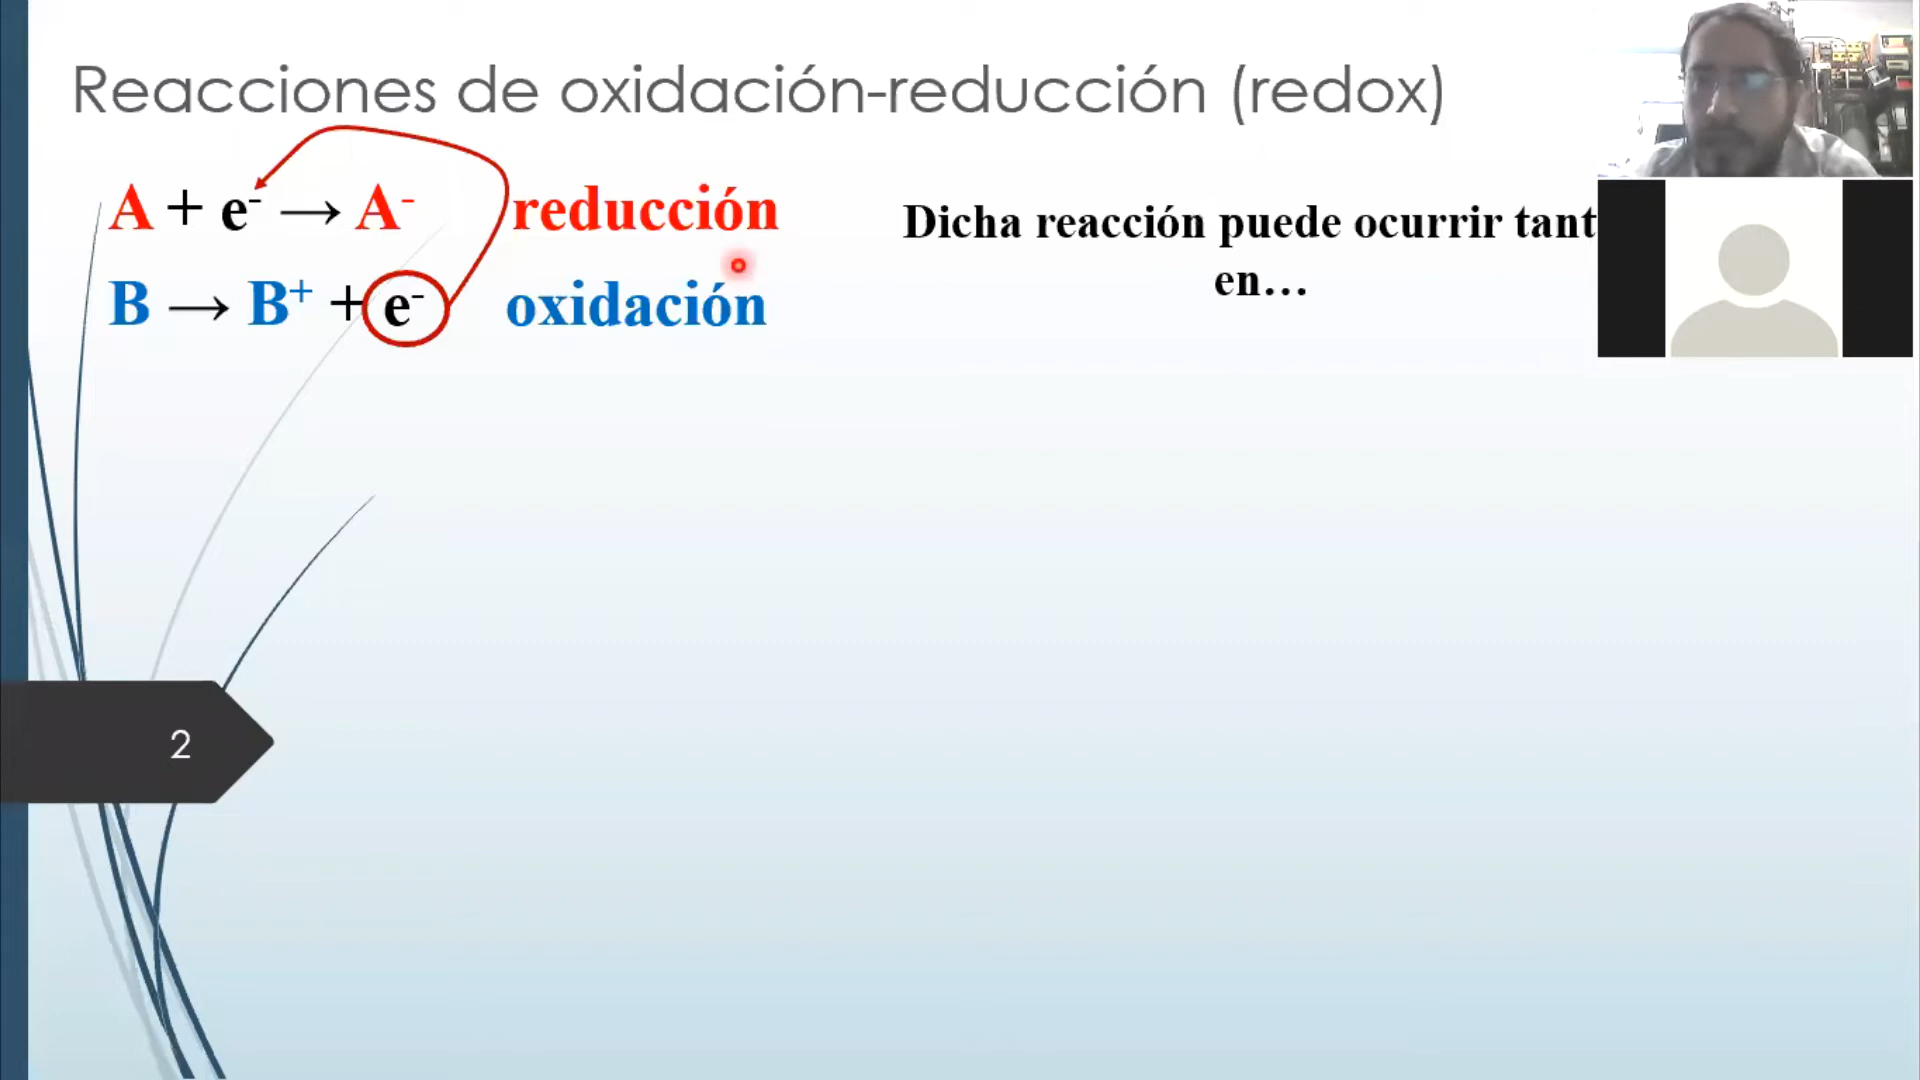 Reacciones de oxidación-reducción (redox)
A + e⁻ → A⁻ reducción
B → B⁺ + e⁻ oxidación
Dicha reacción puede ocurrir tant
en…
2